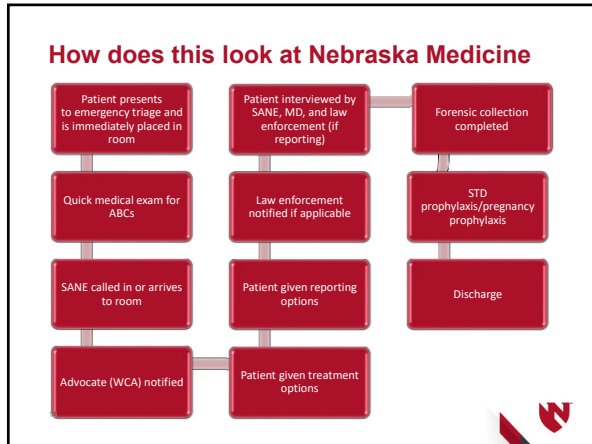 How does this look at Nebraska Medicine
Patient presents
to emergency triage and
is immediately placed in
room
Quick medical exam for
ABCs
SANE called in or arrives
to room
Advocate (WCA) notified
Patient given treatment
options
Patient given reporting
options
Law enforcement
notified if applicable
Patient interviewed by
SANE, MD, and law
enforcement (if
reporting)
Forensic collection
completed
STD
prophylaxis/pregnancy
prophylaxis
Discharge
N